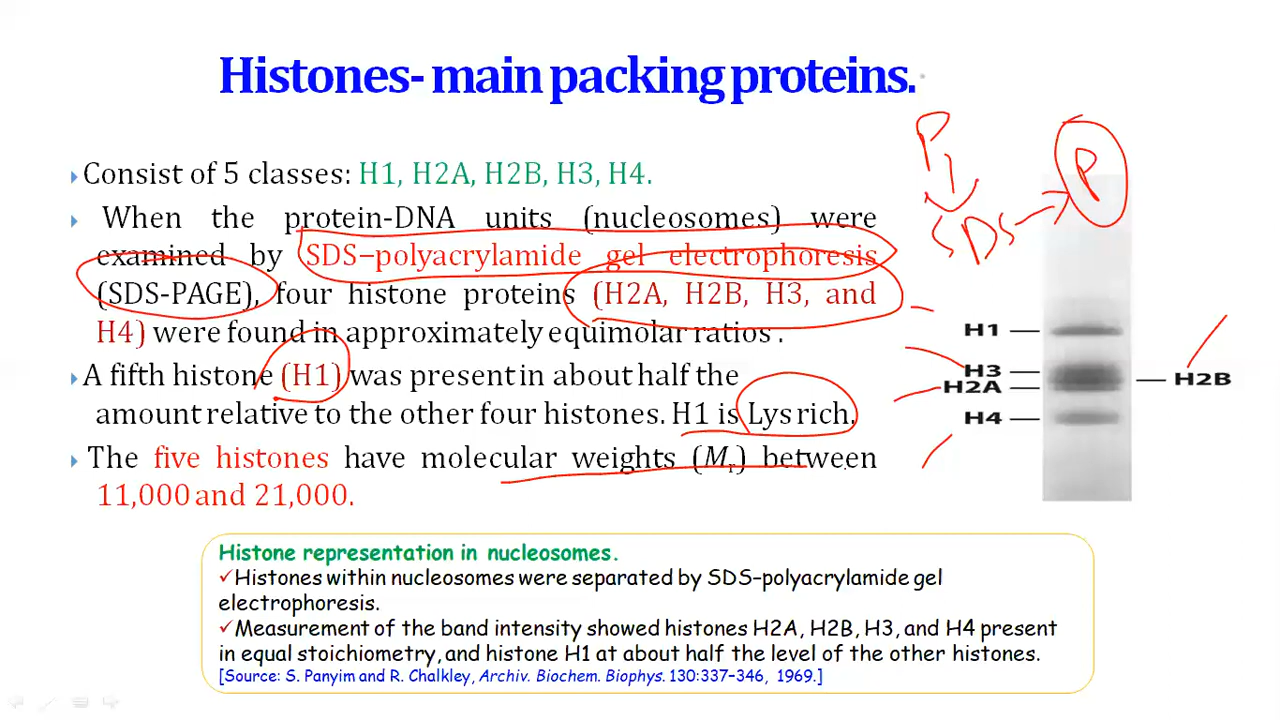 Histones- main packing proteins.
Consist of 5 classes: H1, H2A, H2B, H3, H4.
When the protein-DNA units (nucleosomes) were
examined by SDS–polyacrylamide gel electrophoresis
(SDS-PAGE), four histone proteins (H2A, H2B, H3, and
H4) were found in approximately equimolar ratios .
A fifth histone (H1) was present in about half the
amount relative to the other four histones. H1 is Lys rich.
The five histones have molecular weights (Mr) between
11,000 and 21,000.
P
SDS
P
H1
H3
H2A
H2B
H4
Histone representation in nucleosomes.
✓Histones within nucleosomes were separated by SDS–polyacrylamide gel
electrophoresis.
✓Measurement of the band intensity showed histones H2A, H2B, H3, and H4 present
in equal stoichiometry, and histone H1 at about half the level of the other histones.
[Source: S. Panyim and R. Chalkley, Archiv. Biochem. Biophys. 130:337–346, 1969.]